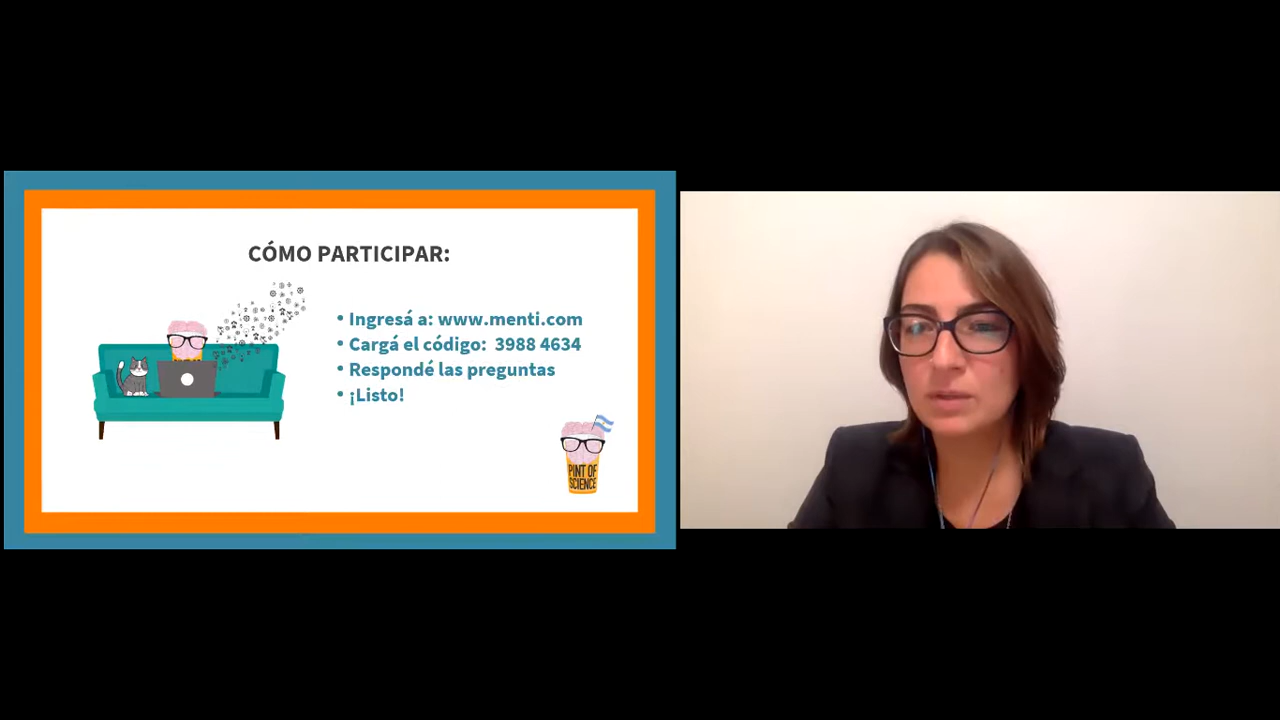 CÓMO PARTICIPAR:
• Ingresá a: www.menti.com
• Cargá el código: 3988 4634
• Respondé las preguntas
• ¡Listo!
PINT OF
SCIENCE